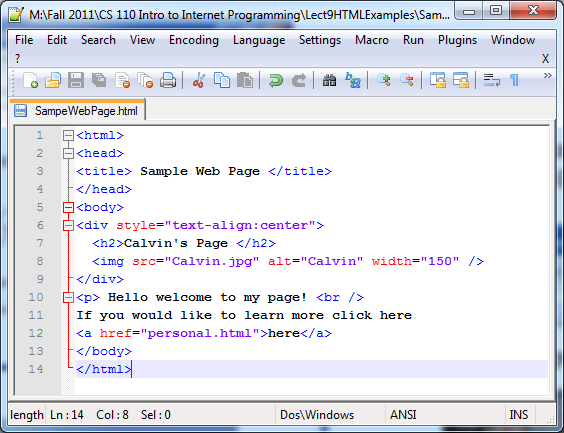 M:\Fall 2011\CS 110 Intro to Internet Programming\Lect9HTMLExamples\Sam...
File Edit Search View Encoding Language Settings Macro Run Plugins Window
? X
SampeWebPage.html
1 <html>
2 <head>
3 <title> Sample Web Page </title>
4 </head>
5 <body>
6 <div style="text-align:center">
7 <h2>Calvin's Page </h2>
8 <img src="Calvin.jpg" alt="Calvin" width="150" />
9 </div>
10 <p> Hello welcome to my page! <br />
11 If you would like to learn more click here
12 <a href="personal.html">here</a>
13 </body>
14 </html>
length Ln : 14 Col : 8 Sel : 0 Dos\Windows ANSI INS